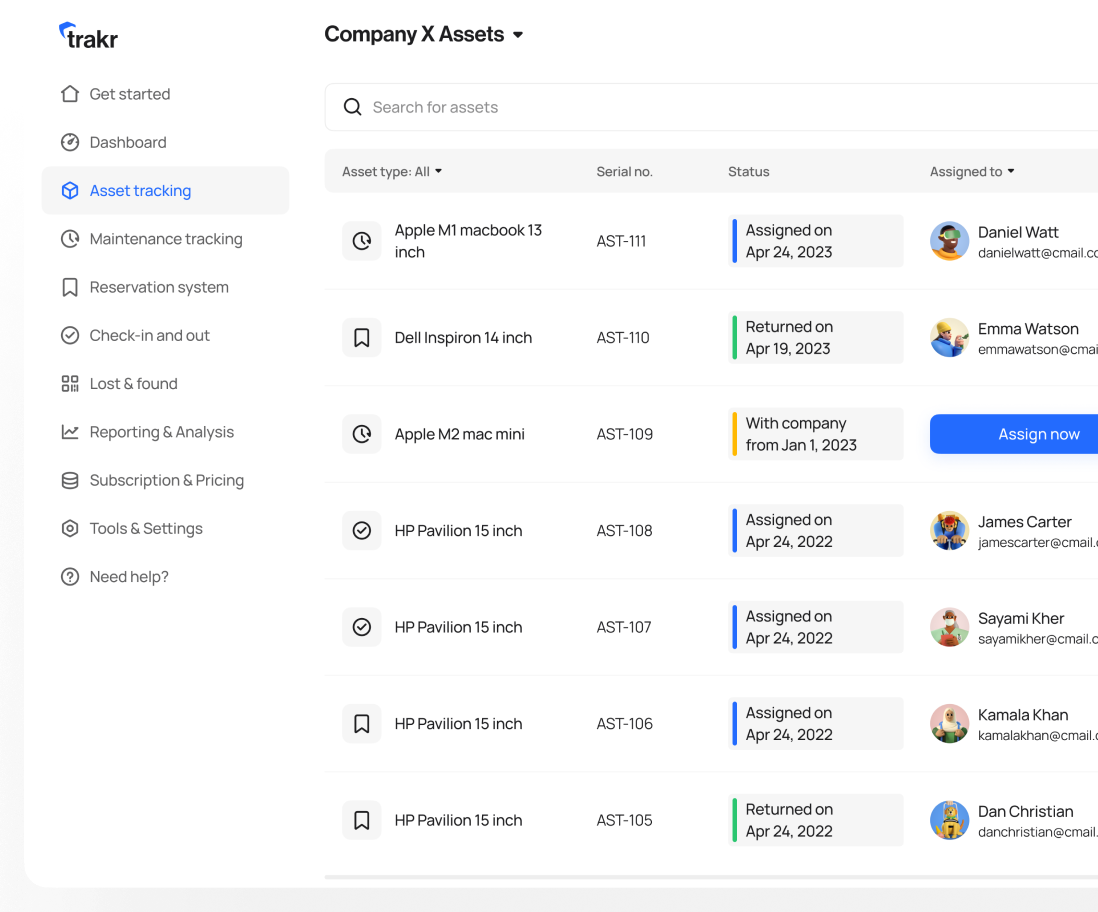 trakr
Company X Assets
Get started
Dashboard
Asset tracking
Maintenance tracking
Reservation system
Check-in and out
Lost & found
Reporting & Analysis
Subscription & Pricing
Tools & Settings
Need help?
Search for assets
Asset type: All Serial no. Status Assigned to
Apple M1 macbook 13
inch
AST-111
Assigned on
Apr 24, 2023
Daniel Watt
danielwatt@cmail.co
Dell Inspiron 14 inch
AST-110
Returned on
Apr 19, 2023
Emma Watson
emmawatson@cmai
Apple M2 mac mini
AST-109
With company
from Jan 1, 2023
Assign now
HP Pavilion 15 inch
AST-108
Assigned on
Apr 24, 2022
James Carter
jamescarter@cmail.c
HP Pavilion 15 inch
AST-107
Assigned on
Apr 24, 2022
Sayami Kher
sayamikher@cmail.c
HP Pavilion 15 inch
AST-106
Assigned on
Apr 24, 2022
Kamala Khan
kamalakhan@cmail.c
HP Pavilion 15 inch
AST-105
Returned on
Apr 24, 2022
Dan Christian
danchristian@cmail.